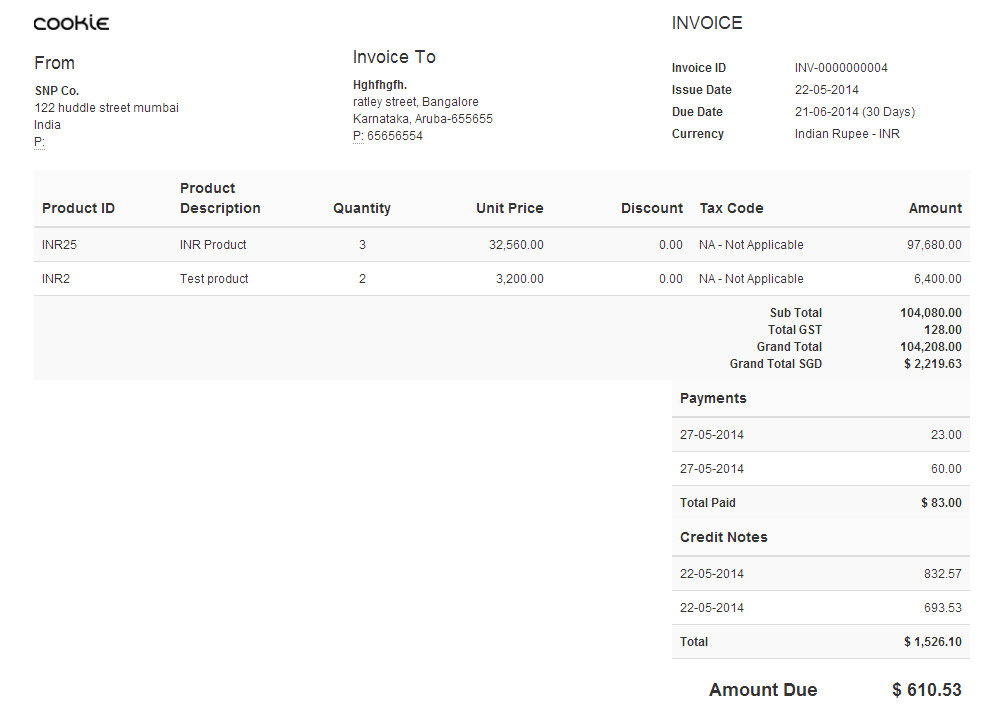 cookie
INVOICE
From
SNP Co.
122 huddle street mumbai
India
P:
Invoice To
Hghfhgfh.
ratley street, Bangalore
Karnataka, Aruba-655655
P: 65656554
Invoice ID INV-0000000004
Issue Date 22-05-2014
Due Date 21-06-2014 (30 Days)
Currency Indian Rupee - INR
Product ID Product Description Quantity Unit Price Discount Tax Code Amount
INR25 INR Product 3 32,560.00 0.00 NA - Not Applicable 97,680.00
INR2 Test product 2 3,200.00 0.00 NA - Not Applicable 6,400.00
Sub Total 104,080.00
Total GST 128.00
Grand Total 104,208.00
Grand Total SGD $ 2,219.63
Payments
27-05-2014 23.00
27-05-2014 60.00
Total Paid $ 83.00
Credit Notes
22-05-2014 832.57
22-05-2014 693.53
Total $ 1,526.10
Amount Due $ 610.53